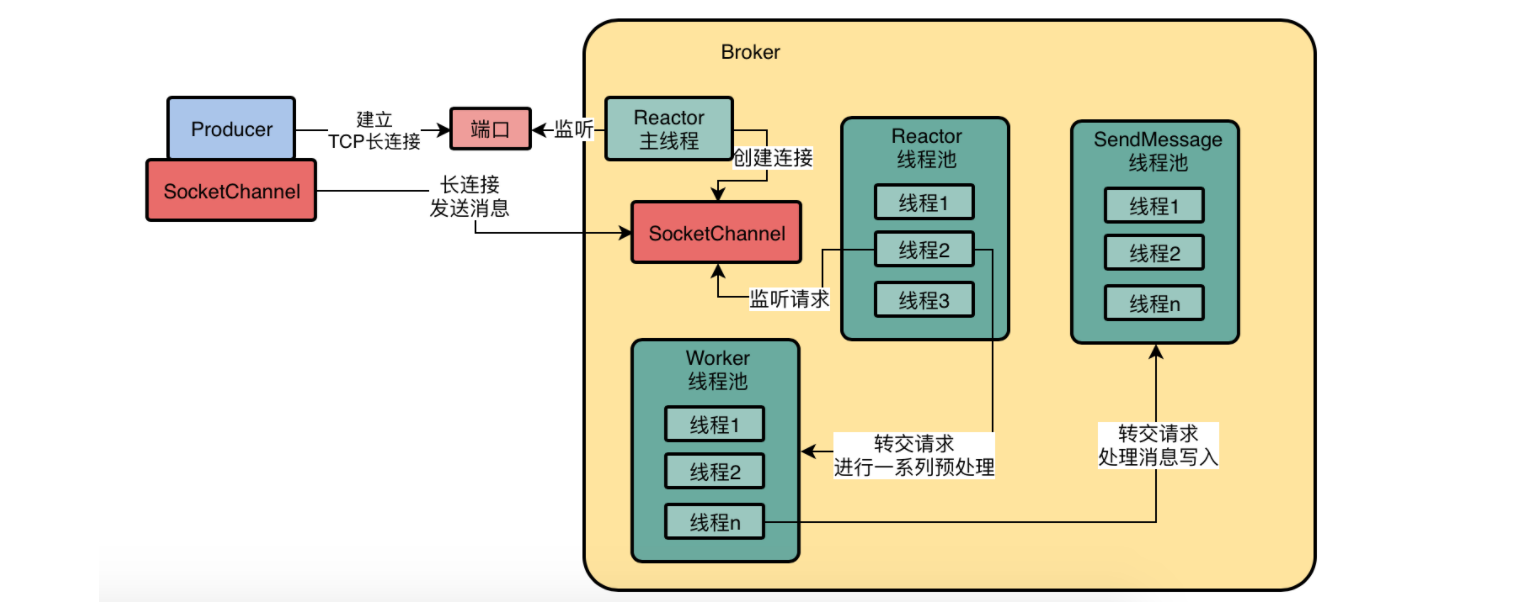 Broker
Producer
SocketChannel
建立
TCP长连接
端口
监听
Reactor
主线程
创建连接
长连接
发送消息
SocketChannel
监听请求
Reactor
线程池
线程1
线程2
线程3
SendMessage
线程池
线程1
线程2
线程n
Worker
线程池
线程1
线程2
线程n
转交请求
进行一系列预处理
转交请求
处理消息写入